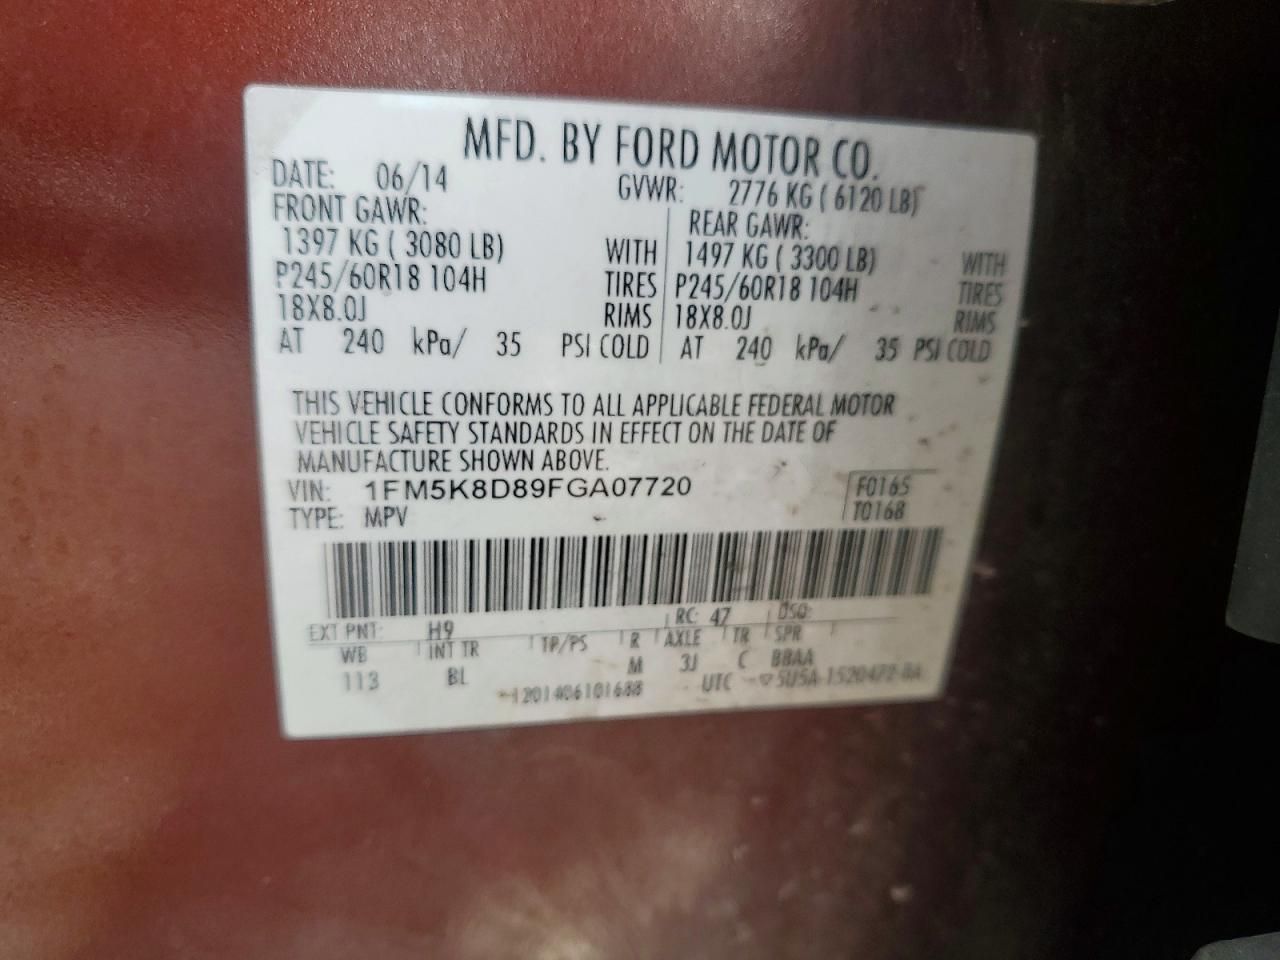 MFD. BY FORD MOTOR CO.
DATE: 06/14 GVWR: 2776 KG ( 6120 LB)
FRONT GAWR: REAR GAWR:
1397 KG ( 3080 LB) WITH 1497 KG ( 3300 LB) WITH
P245/60R18 104H TIRES P245/60R18 104H TIRES
18X8.0J RIMS 18X8.0J RIMS
AT 240 kPa/ 35 PSI COLD AT 240 kPa/ 35 PSI COLD
THIS VEHICLE CONFORMS TO ALL APPLICABLE FEDERAL MOTOR
VEHICLE SAFETY STANDARDS IN EFFECT ON THE DATE OF
MANUFACTURE SHOWN ABOVE.
VIN: 1FM5K8D89FGA07720 F0165
TYPE: MPV T0168
EXT PNT: H9 RC: 47 DSO:
WB INT TR TP/PS R AXLE TR SPR
113 BL M 3J C BBAA
1201406101688 UTC